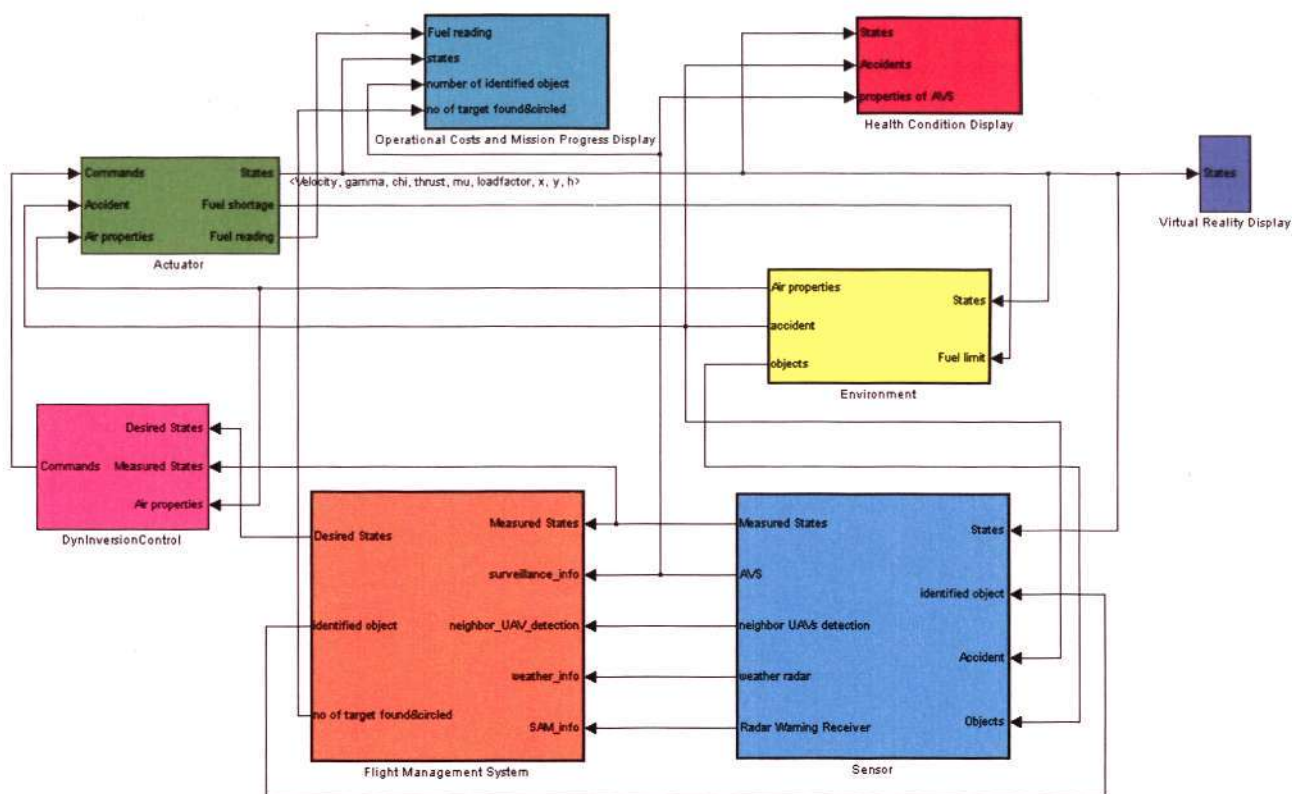 Fuel reading
states
number of identified object
no of target found&circled
Operational Costs and Mission Progress Display
States
Accidents
properties of AVS
Health Condition Display
States
Virtual Reality Display
Commands
Accident
Air properties
States
Fuel shortage
Fuel reading
Actuator
<Velocity, gamma, chi, thrust, mu, loadfactor, x, y, h>
Air properties
accident
objects
States
Fuel limit
Environment
Desired States
Commands
Measured States
Air properties
DynInversionControl
Desired States
identified object
no of target found&circled
Measured States
surveillance_info
neighbor_UAV_detection
weather_info
SAM_info
Flight Management System
Measured States
AVS
neighbor UAVs detection
weather radar
Radar Warning Receiver
States
identified object
Accident
Objects
Sensor